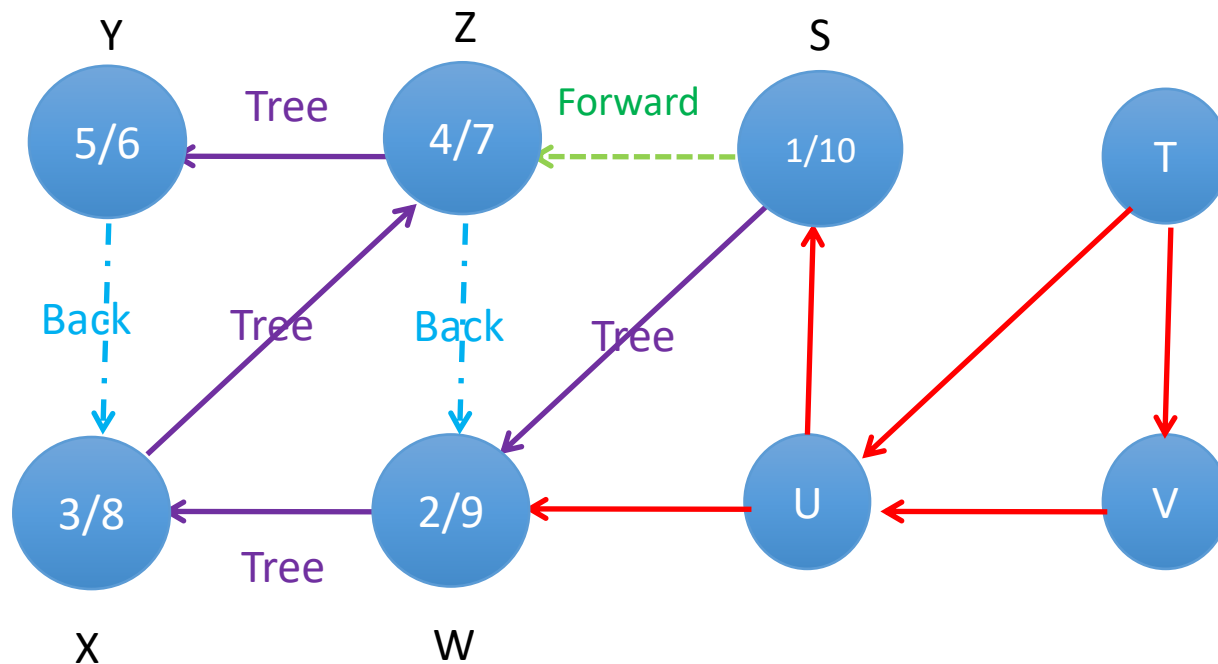 Y
Z
S
Tree
Forward
5/6
4/7
1/10
T
Back
Tree
Back
Tree
3/8
2/9
U
V
Tree
X
W